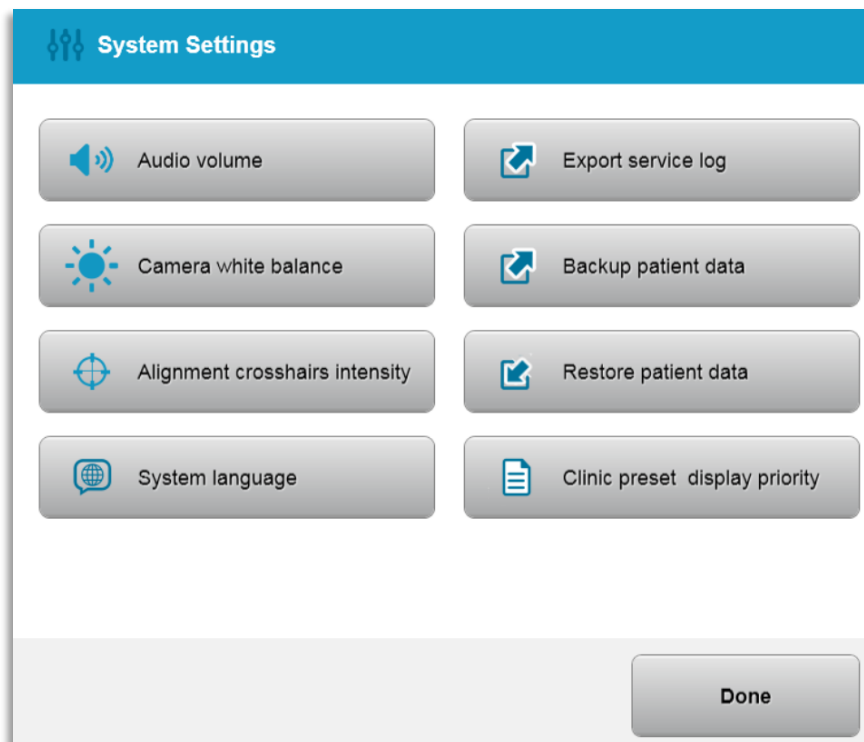 System Settings
Audio volume
Export service log
Camera white balance
Backup patient data
Alignment crosshairs intensity
Restore patient data
System language
Clinic preset display priority
Done